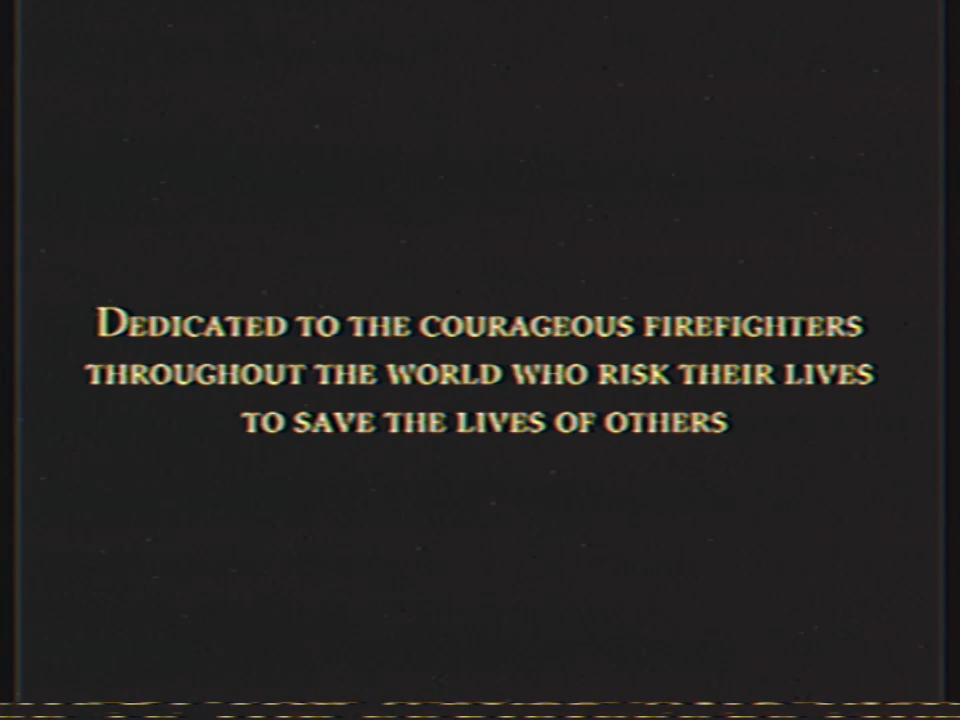 Dedicated to the courageous firefighters
throughout the world who risk their lives
to save the lives of others